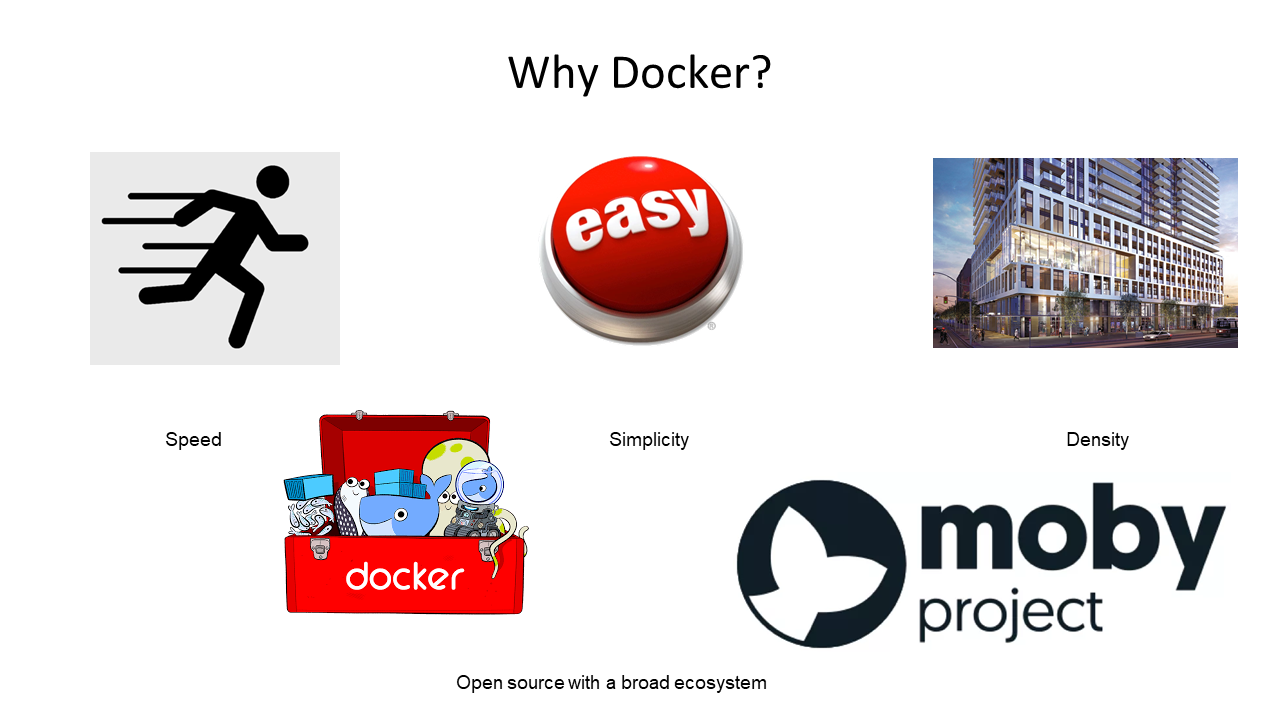 Why Docker?
easy
®
Speed
Simplicity
Density
docker
moby
project
Open source with a broad ecosystem